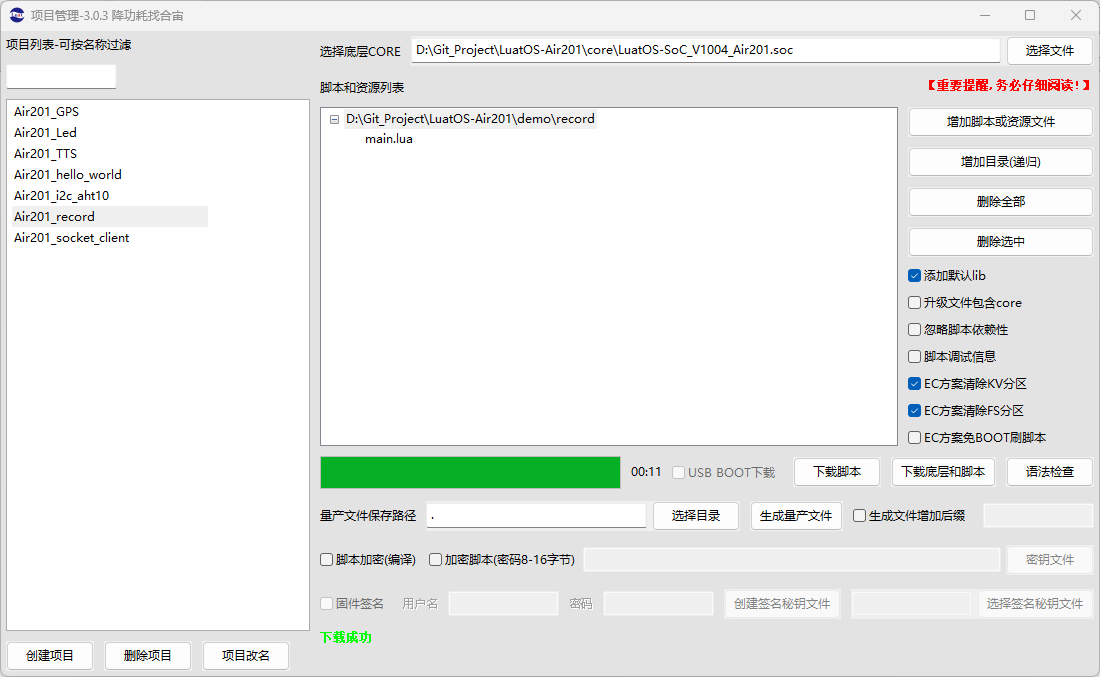 项目管理-3.0.3 降功耗找合宙
项目列表-可按名称过滤
Air201_GPS
Air201_Led
Air201_TTS
Air201_hello_world
Air201_i2c_aht10
Air201_record
Air201_socket_client
创建项目 删除项目 项目改名
选择底层CORE D:\Git_Project\LuatOS-Air201\core\LuatOS-SoC_V1004_Air201.soc 选择文件
脚本和资源列表 【重要提醒,务必仔细阅读!】
D:\Git_Project\LuatOS-Air201\demo\record
main.lua
增加脚本或资源文件
增加目录(递归)
删除全部
删除选中
添加默认lib
升级文件包含core
忽略脚本依赖性
脚本调试信息
EC方案清除KV分区
EC方案清除FS分区
EC方案免BOOT刷脚本
00:11 USB BOOT下载 下载脚本 下载底层和脚本 语法检查
量产文件保存路径 . 选择目录 生成量产文件 生成文件增加后缀
脚本加密(编译) 加密脚本(密码8-16字节) 密钥文件
固件签名 用户名 密码 创建签名秘钥文件 选择签名秘钥文件
下载成功